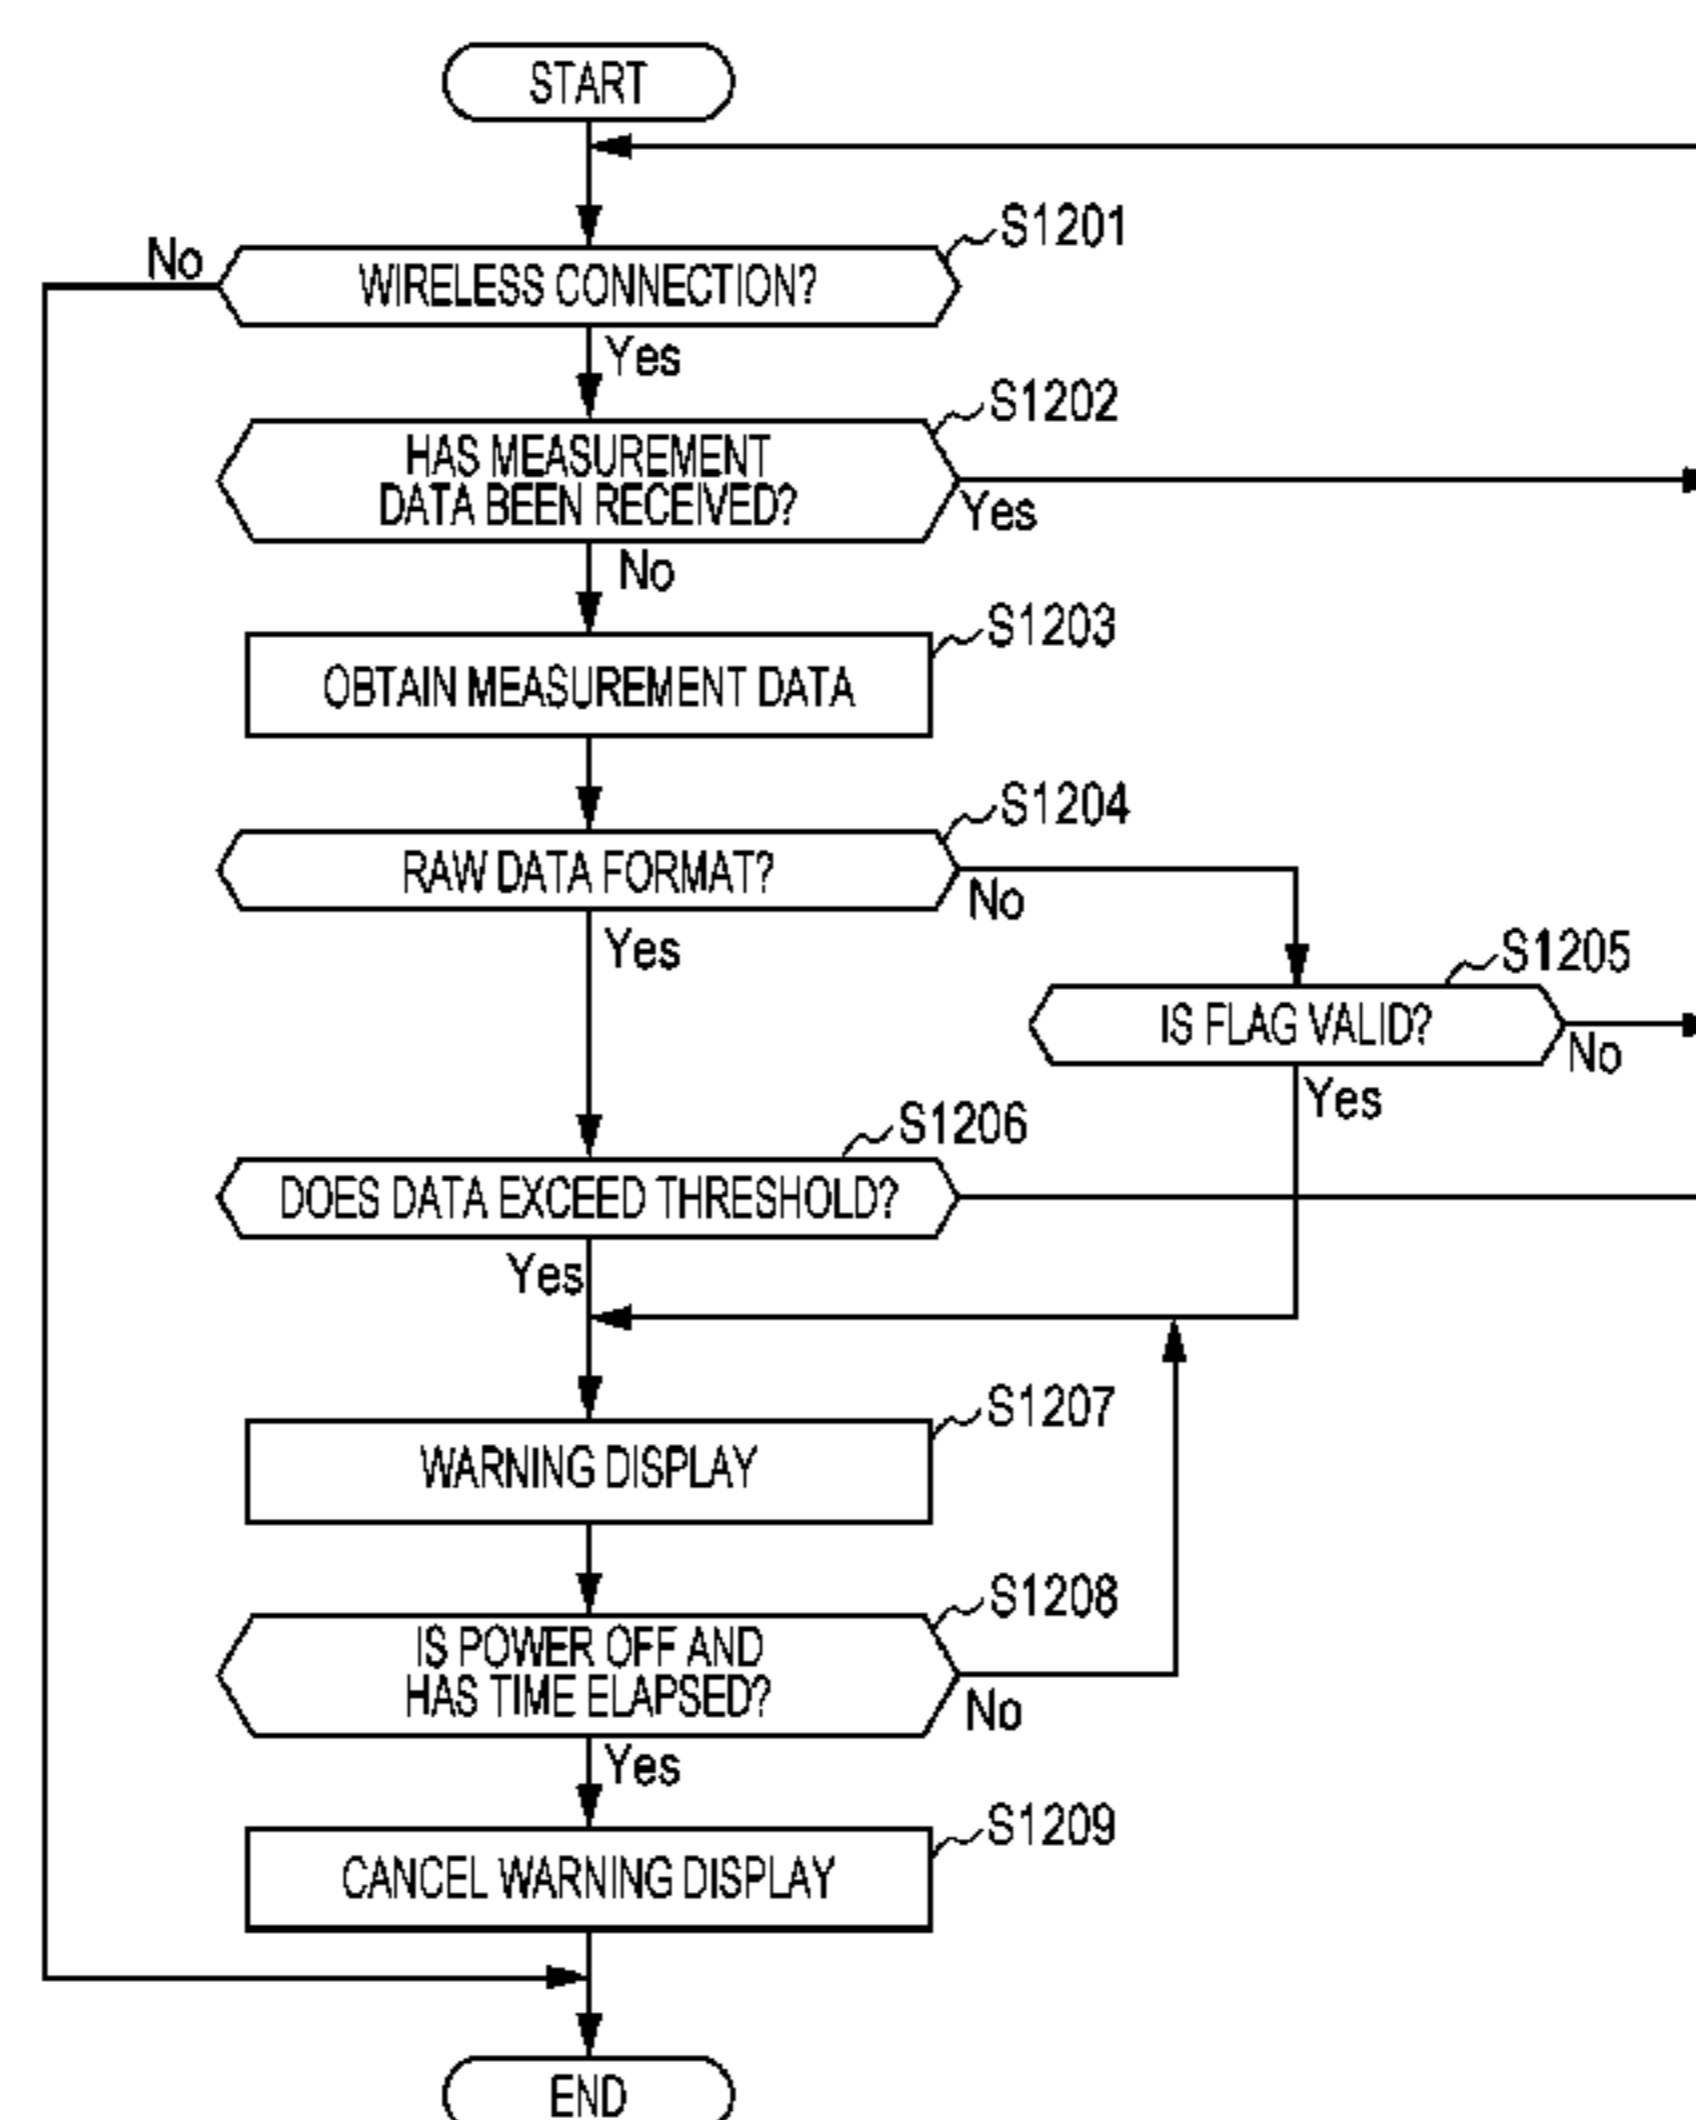 START
S1201
No
WIRELESS CONNECTION?
Yes
S1202
HAS MEASUREMENT
DATA BEEN RECEIVED?
Yes
No
S1203
OBTAIN MEASUREMENT DATA
S1204
RAW DATA FORMAT?
No
Yes
S1205
IS FLAG VALID?
No
Yes
S1206
DOES DATA EXCEED THRESHOLD?
Yes
S1207
WARNING DISPLAY
S1208
IS POWER OFF AND
HAS TIME ELAPSED?
No
Yes
S1209
CANCEL WARNING DISPLAY
END